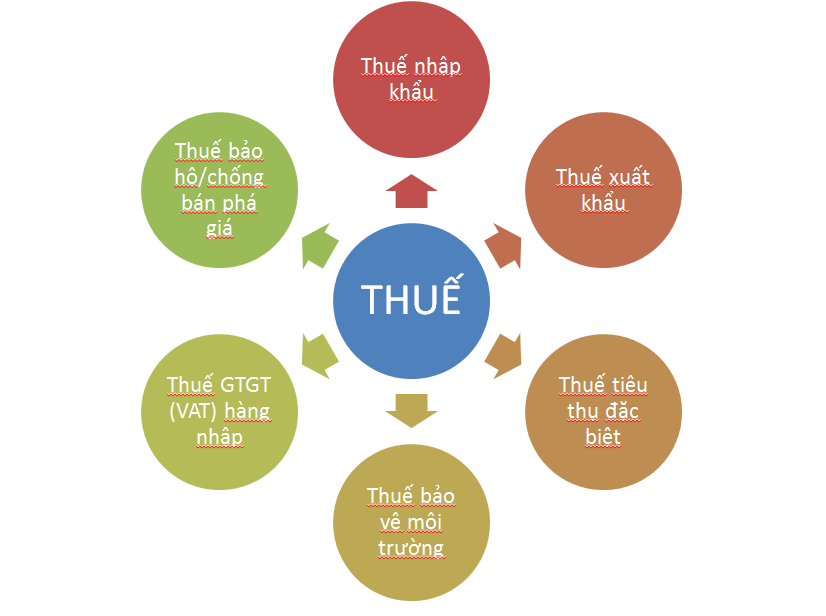 Thuế nhập
khẩu
Thuế xuất
khẩu
Thuế tiêu
thụ đặc
biệt
Thuế bảo
vệ môi
trường
Thuế GTGT
(VAT) hàng
nhập
Thuế bảo
hộ/chống
bán phá
giá
THUẾ